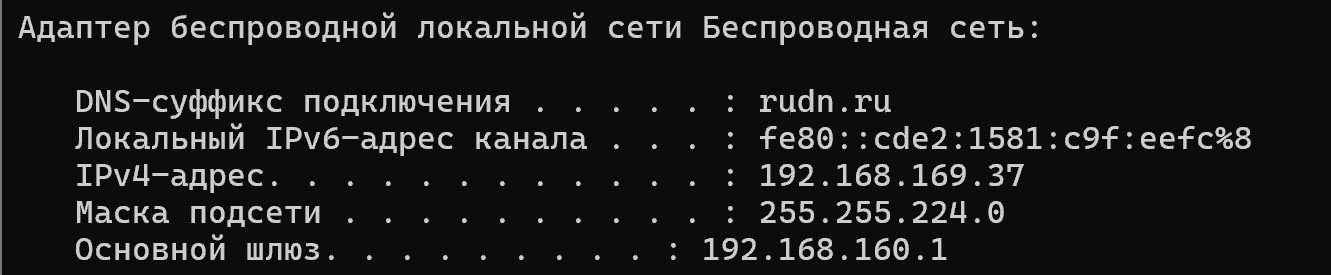 Адаптер беспроводной локальной сети Беспроводная сеть:
DNS-суффикс подключения . . . . . : rudn.ru
Локальный IPv6-адрес канала . . . : fe80::cde2:1581:c9f:eefc%8
IPv4-адрес. . . . . . . . . . . . : 192.168.169.37
Маска подсети . . . . . . . . . . : 255.255.224.0
Основной шлюз. . . . . . . . . : 192.168.160.1